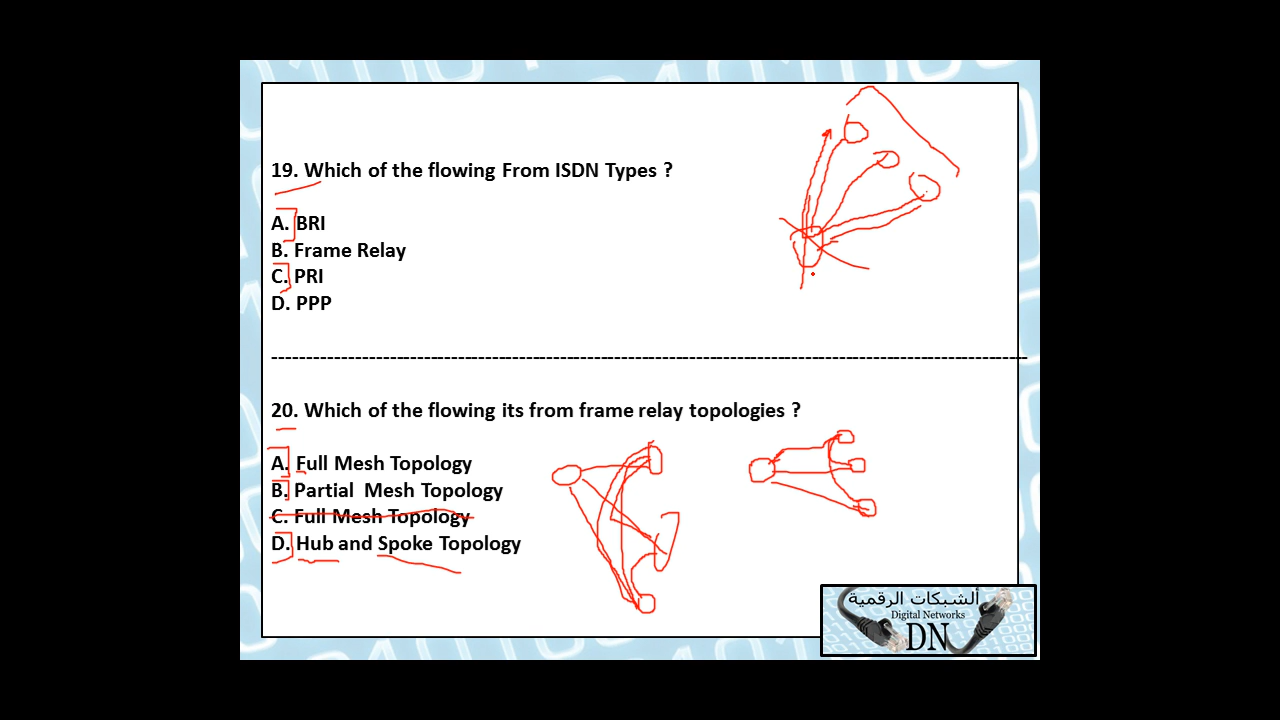 19. Which of the flowing From ISDN Types ?
A. BRI
B. Frame Relay
C. PRI
D. PPP
20. Which of the flowing its from frame relay topologies ?
A. Full Mesh Topology
B. Partial Mesh Topology
C. Full Mesh Topology
D. Hub and Spoke Topology
ألشبكات الرقمية
Digital Networks
DN